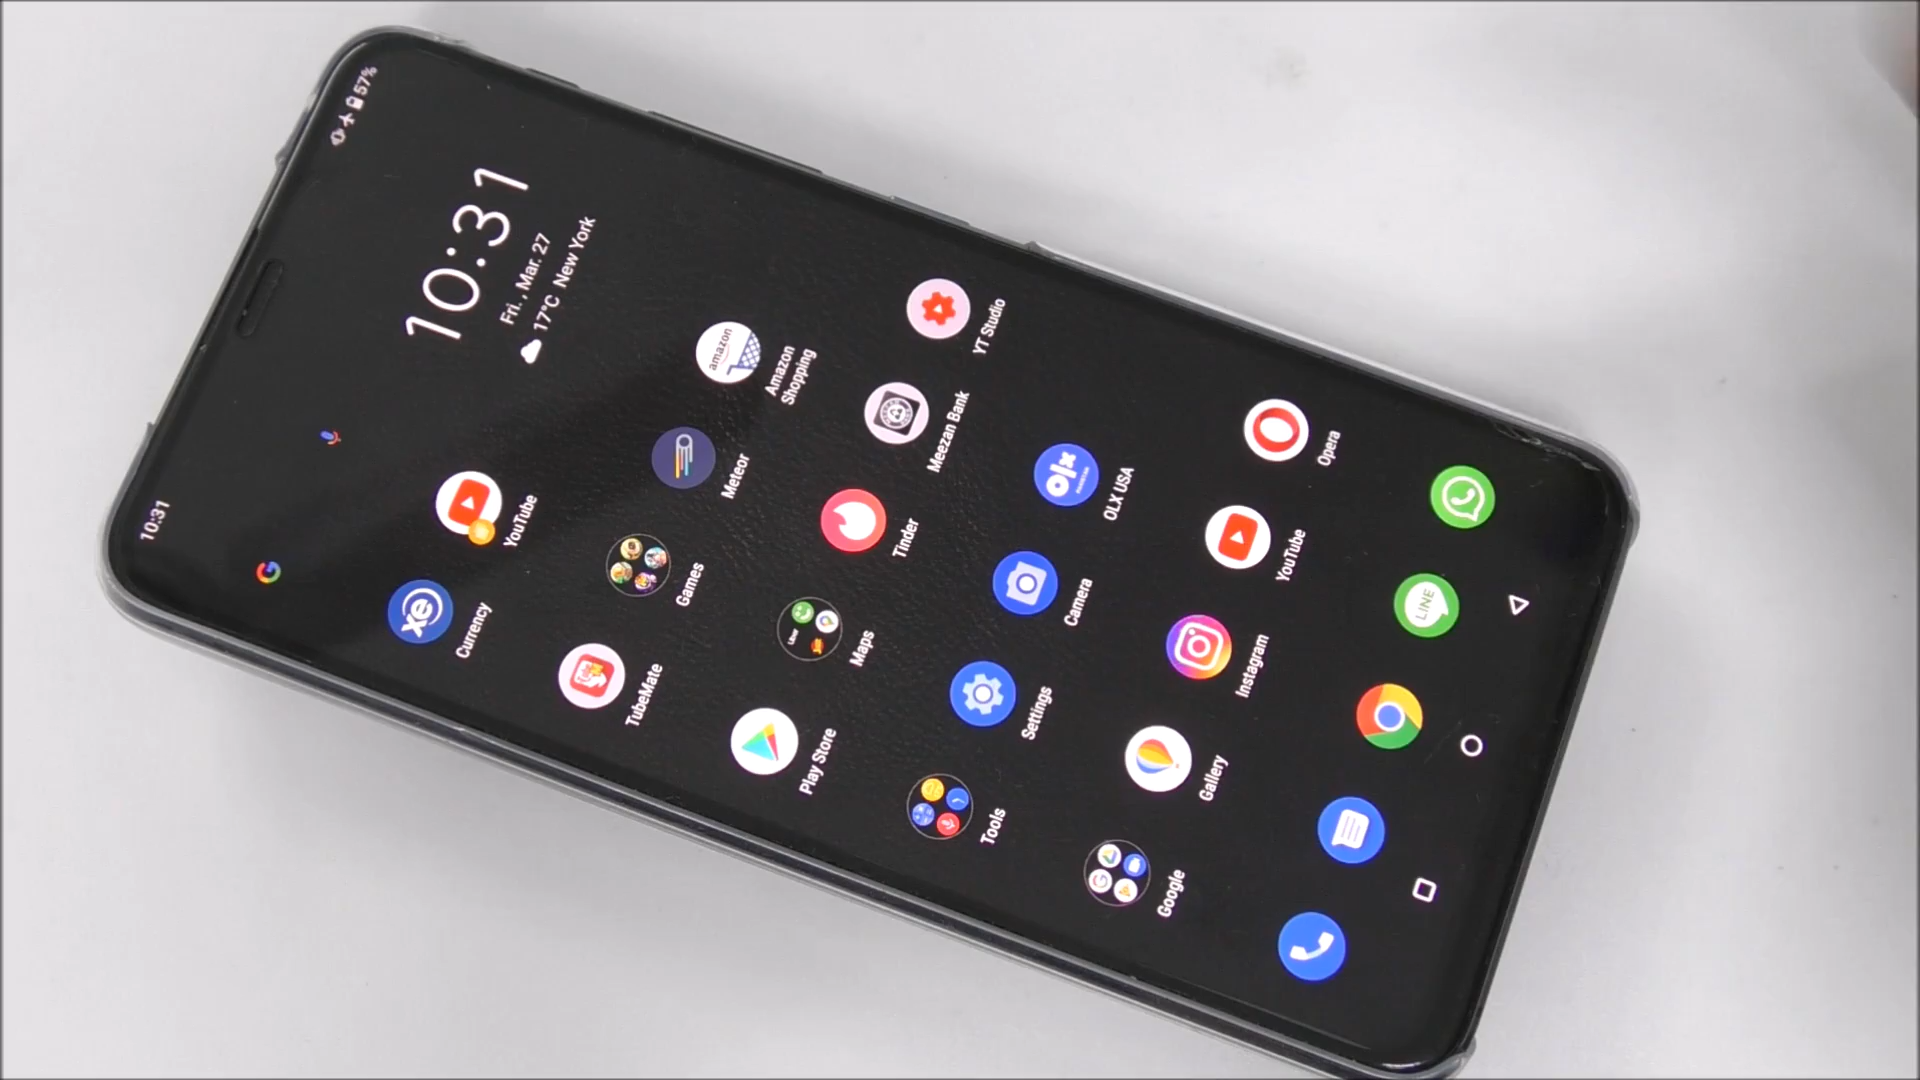 10:31
57%
10:31
Fri., Mar. 27
17°C New York
Currency
YouTube
TubeMate
Games
Meteor
amazon
Amazon
Shopping
Play Store
Maps
Tinder
Meezan Bank
YT Studio
Tools
Settings
Camera
olx
OLX USA
Google
Gallery
Instagram
YouTube
Opera
LINE
xe